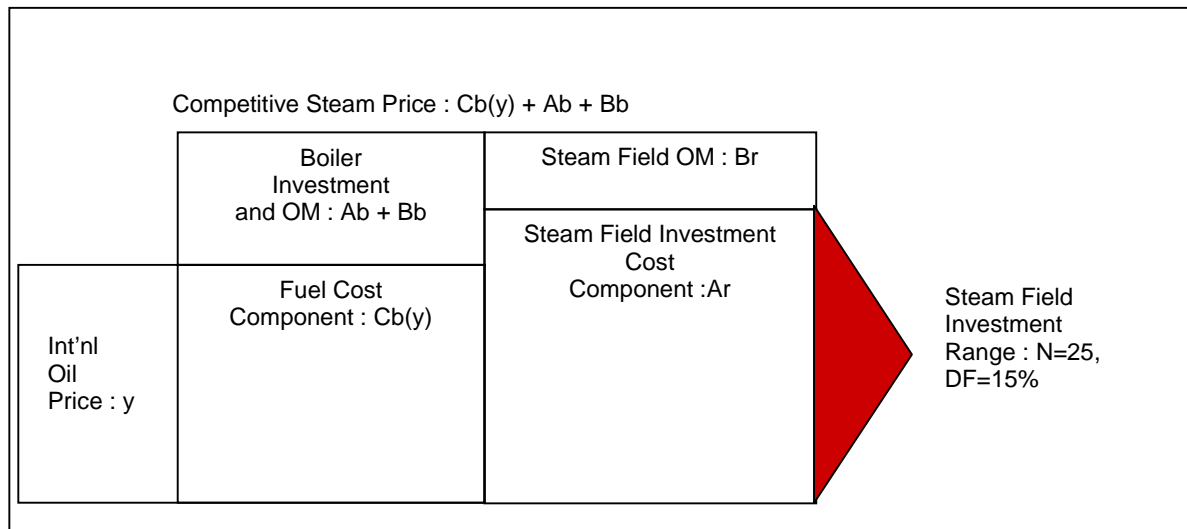 Competitive Steam Price : Cb(y) + Ab + Bb
Boiler
Investment
and OM : Ab + Bb
Steam Field OM : Br
Steam Field Investment
Cost
Component :Ar
Fuel Cost
Component : Cb(y)
Int’nl
Oil
Price : y
Steam Field
Investment
Range : N=25,
DF=15%